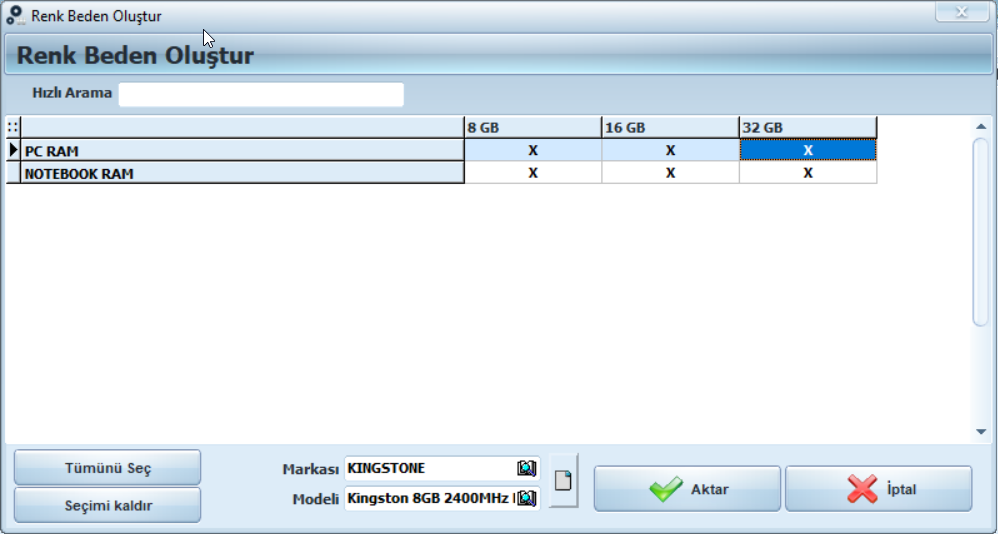 Renk Beden Oluştur
Renk Beden Oluştur
Hızlı Arama
8 GB 16 GB 32 GB
PC RAM X X X
NOTEBOOK RAM X X X
Tümünü Seç
Seçimi kaldır
Markası KINGSTONE
Modeli Kingston 8GB 2400MHz
Aktar
İptal